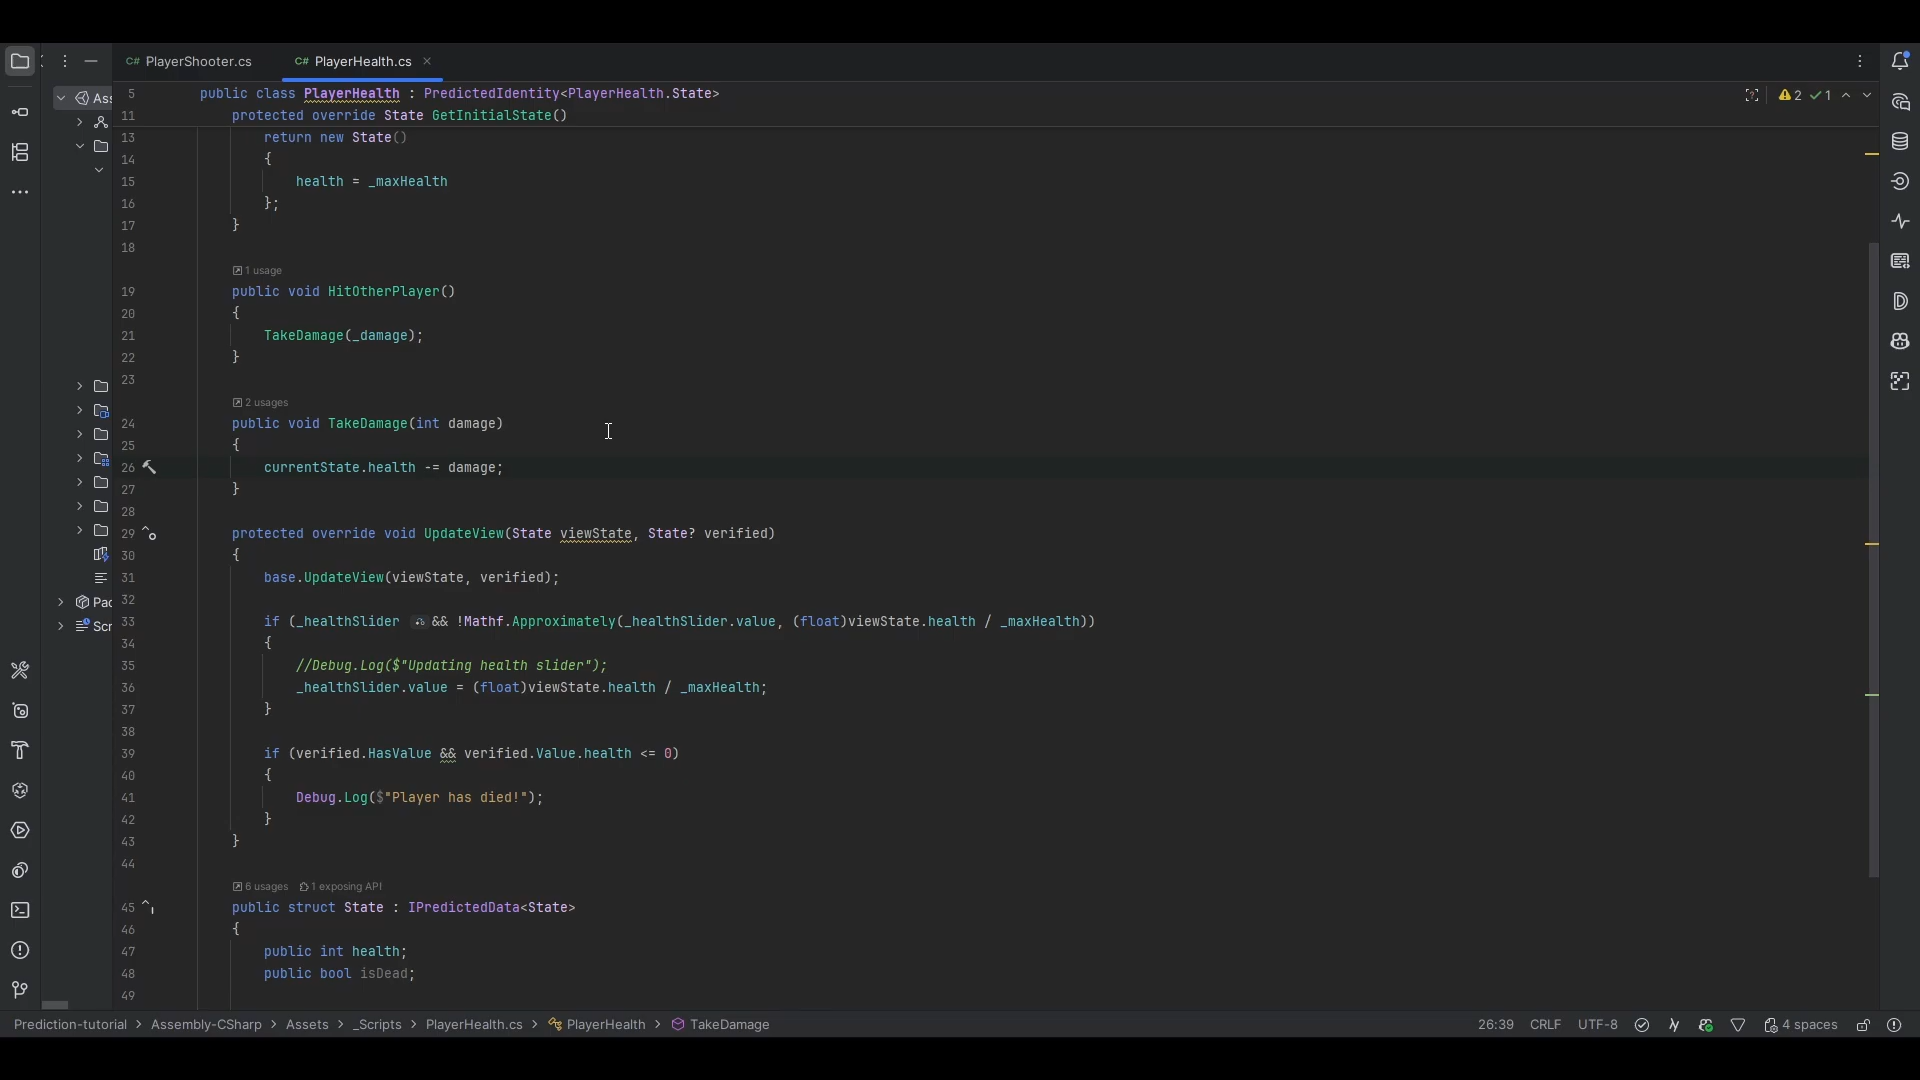 PlayerShooter.cs
PlayerHealth.cs
Ass
5 public class PlayerHealth : PredictedIdentity<PlayerHealth.State>
2 1
11 protected override State GetInitialState()
13 return new State()
14 {
15 health = _maxHealth
16 };
17 }
18
1 usage
19 public void HitOtherPlayer()
20 {
21 TakeDamage(_damage);
22 }
23
2 usages
24 public void TakeDamage(int damage)
25 {
26 currentState.health -= damage;
27 }
28
29 protected override void UpdateView(State viewState, State? verified)
30 {
31 base.UpdateView(viewState, verified);
Pac
32
Scr
33 if (_healthSlider && !Mathf.Approximately(_healthSlider.value, (float)viewState.health / _maxHealth))
34 {
35 //Debug.Log($"Updating health slider");
36 _healthSlider.value = (float)viewState.health / _maxHealth;
37 }
38
39 if (verified.HasValue && verified.Value.health <= 0)
40 {
41 Debug.Log($"Player has died!");
42 }
43 }
44
6 usages 1 exposing API
45 public struct State : IPredictedData<State>
46 {
47 public int health;
48 public bool isDead;
49
Prediction-tutorial > Assembly-CSharp > Assets > _Scripts > PlayerHealth.cs > PlayerHealth > TakeDamage
26:39 CRLF UTF-8 4 spaces